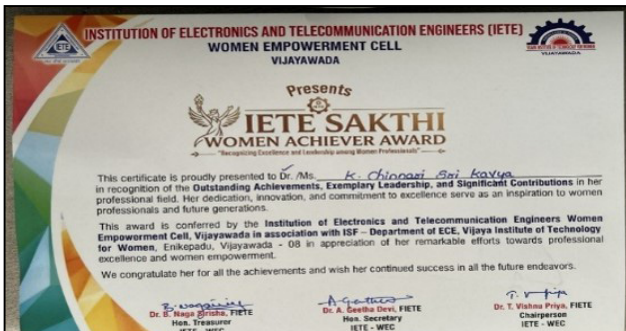 INSTITUTION OF ELECTRONICS AND TELECOMMUNICATION ENGINEERS (IETE)
WOMEN EMPOWERMENT CELL
VIJAYAWADA
IETE
VIJAYAWADA
Presents
IETE SAKTHI
WOMEN ACHIEVER AWARD
"Recognizing Excellence and Leadership among Women Professionals"
This certificate is proudly presented to Dr./Ms. K. Chinnari Sri Kavya
in recognition of the Outstanding Achievements, Exemplary Leadership, and Significant Contributions in her
professional field. Her dedication, innovation, and commitment to excellence serve as an inspiration to women
professionals and future generations.
This award is conferred by the Institution of Electronics and Telecommunication Engineers Women
Empowerment Cell, Vijayawada in association with ISF – Department of ECE, Vijaya Institute of Technology
for Women, Enikepadu, Vijayawada - 08 in appreciation of her remarkable efforts towards professional
excellence and women empowerment.
We congratulate her for all the achievements and wish her continued success in all the future endeavors.
Dr. B. Naga Sirisha, FIETE
Hon. Treasurer
IETE - WEC
Dr. A. Geetha Devi, FIETE
Hon. Secretary
IETE - WEC
Dr. T. Vishnu Priya, FIETE
Chairperson
IETE - WEC